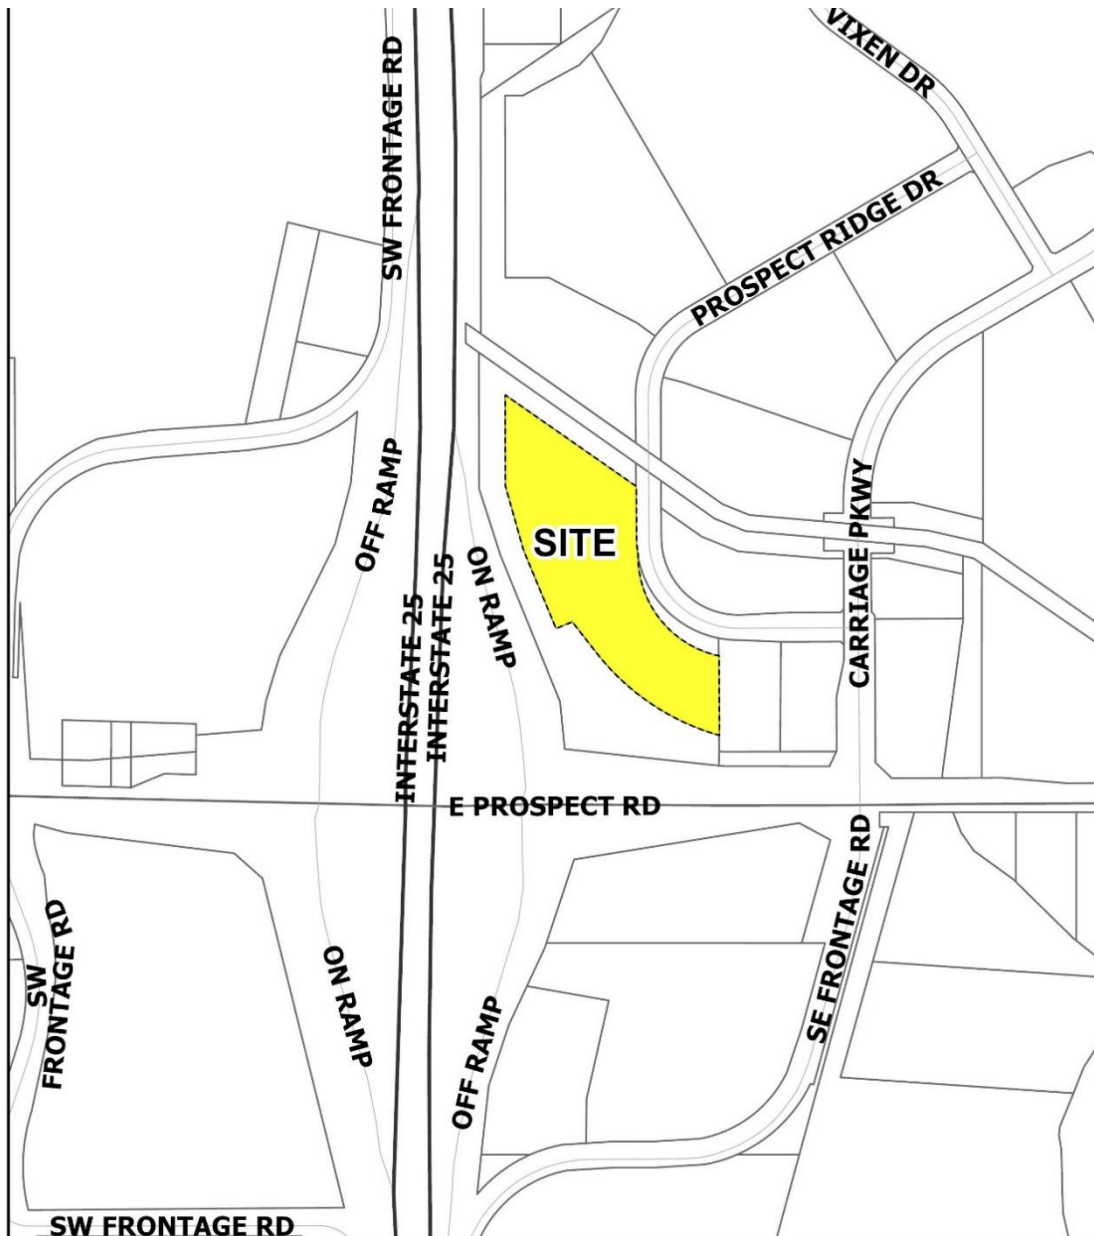 VIXEN DR
SW FRONTAGE RD
PROSPECT RIDGE DR
OFF RAMP
CARRIAGE PKWY
SITE
ON RAMP
INTERSTATE 25
INTERSTATE 25
E PROSPECT RD
SE FRONTAGE RD
SW
FRONTAGE RD
ON RAMP
OFF RAMP
SW FRONTAGE RD